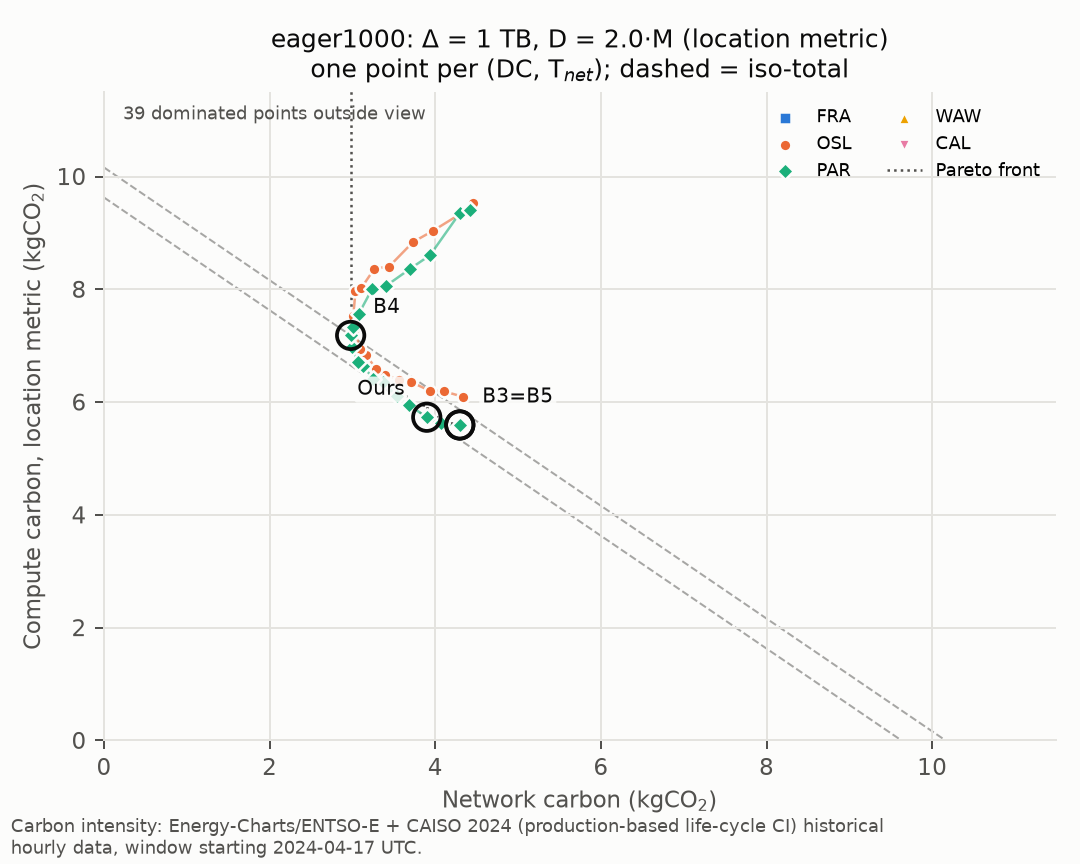 eager1000: Δ = 1 TB, D = 2.0·M (location metric)
one point per (DC, Tnet); dashed = iso-total
39 dominated points outside view
FRA
OSL
PAR
WAW
CAL
Pareto front
B4
Ours
B3=B5
Compute carbon, location metric (kgCO2)
10
8
6
4
2
0
0 2 4 6 8 10
Network carbon (kgCO2)
Carbon intensity: Energy-Charts/ENTSO-E + CAISO 2024 (production-based life-cycle CI) historical
hourly data, window starting 2024-04-17 UTC.